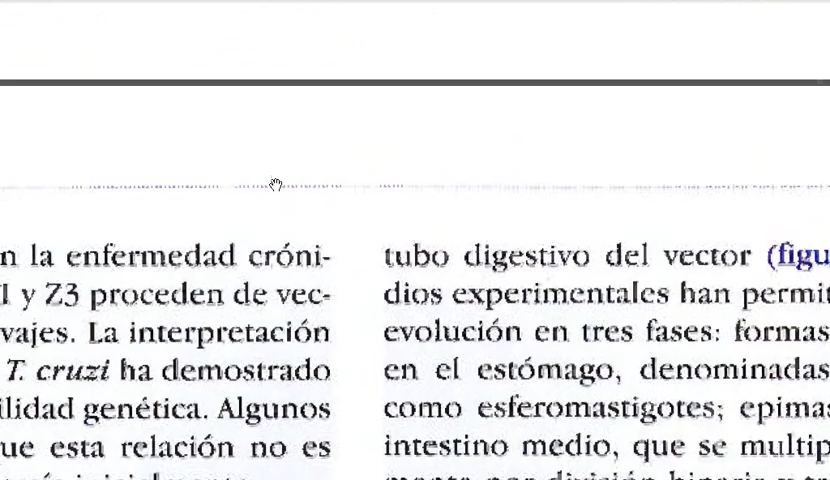 n la enfermedad cróni-
1 y Z3 proceden de vec-
vajes. La interpretación
T. cruzi ha demostrado
ilidad genética. Algunos
ue esta relación no es
tubo digestivo del vector (figu
dios experimentales han permit
evolución en tres fases: formas
en el estómago, denominadas
como esferomastigotes; epimas
intestino medio, que se multip